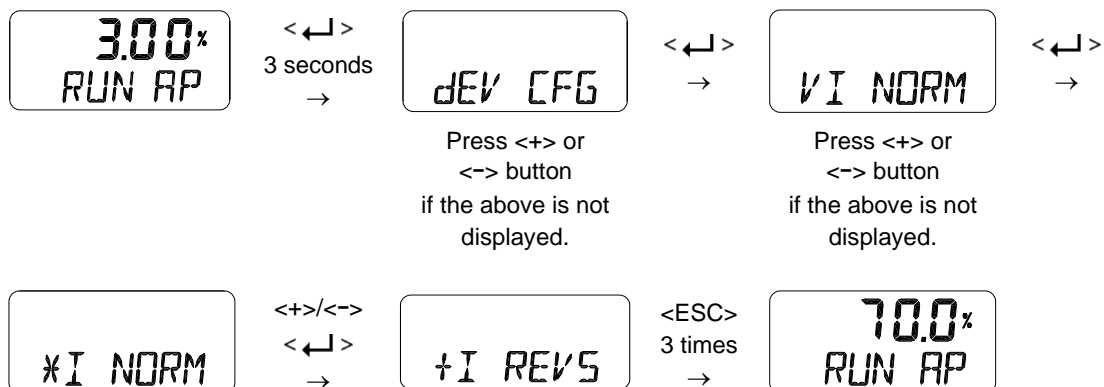 3.00%
RUN AP
<↵>
3 seconds
→
dEV CFG
Press <+> or
<−> button
if the above is not
displayed.
<↵>
→
VI NORM
Press <+> or
<−> button
if the above is not
displayed.
<↵>
→
*I NORM
<+>/<−>
<↵>
→
+I REVS
<ESC>
3 times
→
70.0%
RUN AP